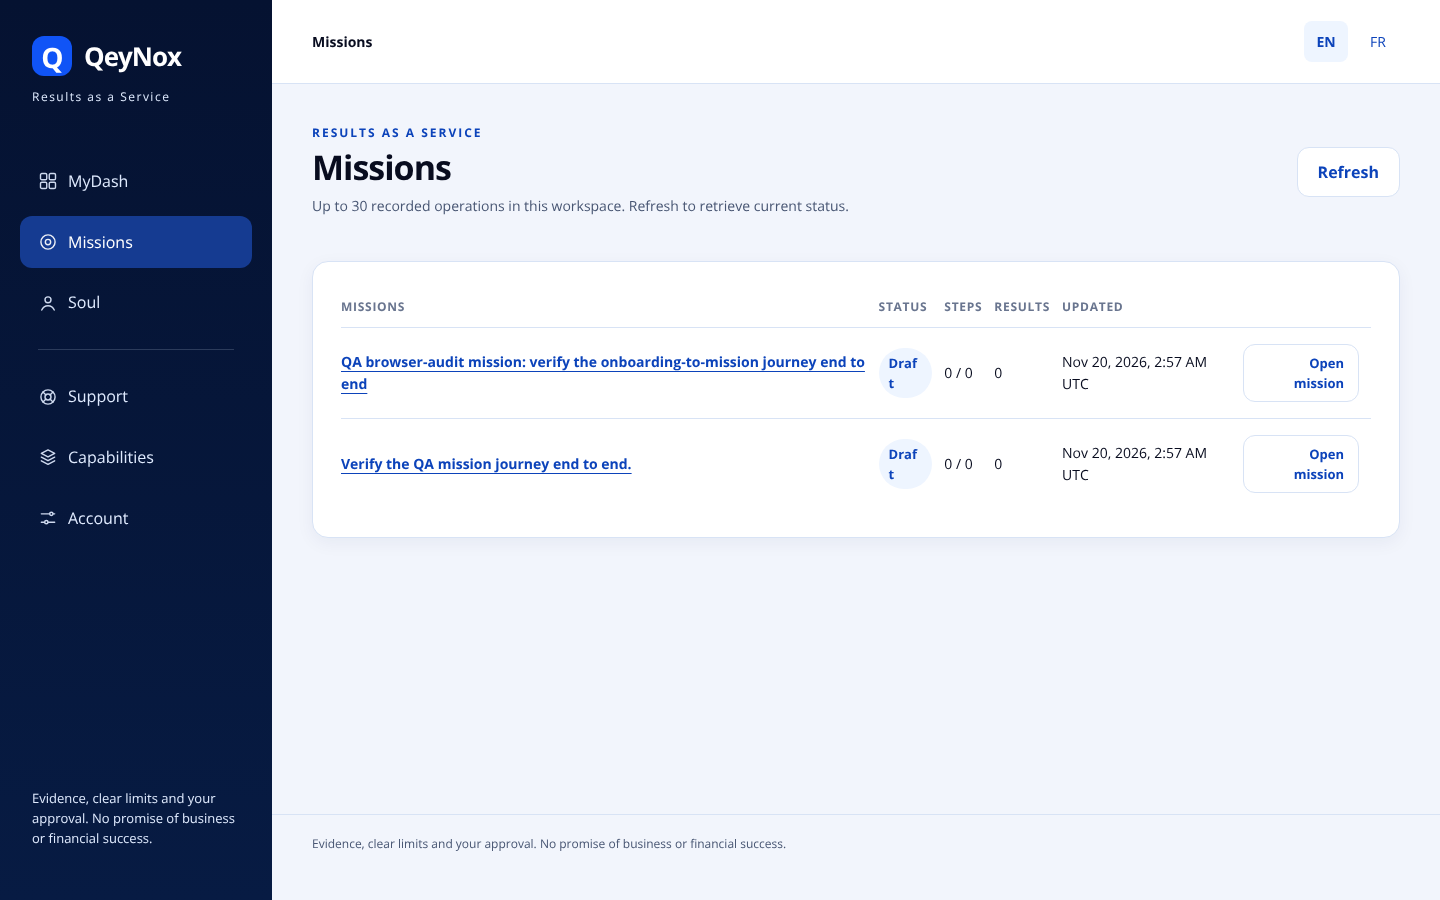 Q QeyNox
Results as a Service
MyDash
Missions
Soul
Support
Capabilities
Account
Evidence, clear limits and your
approval. No promise of business
or financial success.
Missions
EN FR
RESULTS AS A SERVICE
Missions
Up to 30 recorded operations in this workspace. Refresh to retrieve current status.
Refresh
MISSIONS STATUS STEPS RESULTS UPDATED
QA browser-audit mission: verify the onboarding-to-mission journey end to
end
Draf
t
0 / 0
0
Nov 20, 2026, 2:57 AM
UTC
Open
mission
Verify the QA mission journey end to end.
Draf
t
0 / 0
0
Nov 20, 2026, 2:57 AM
UTC
Open
mission
Evidence, clear limits and your approval. No promise of business or financial success.